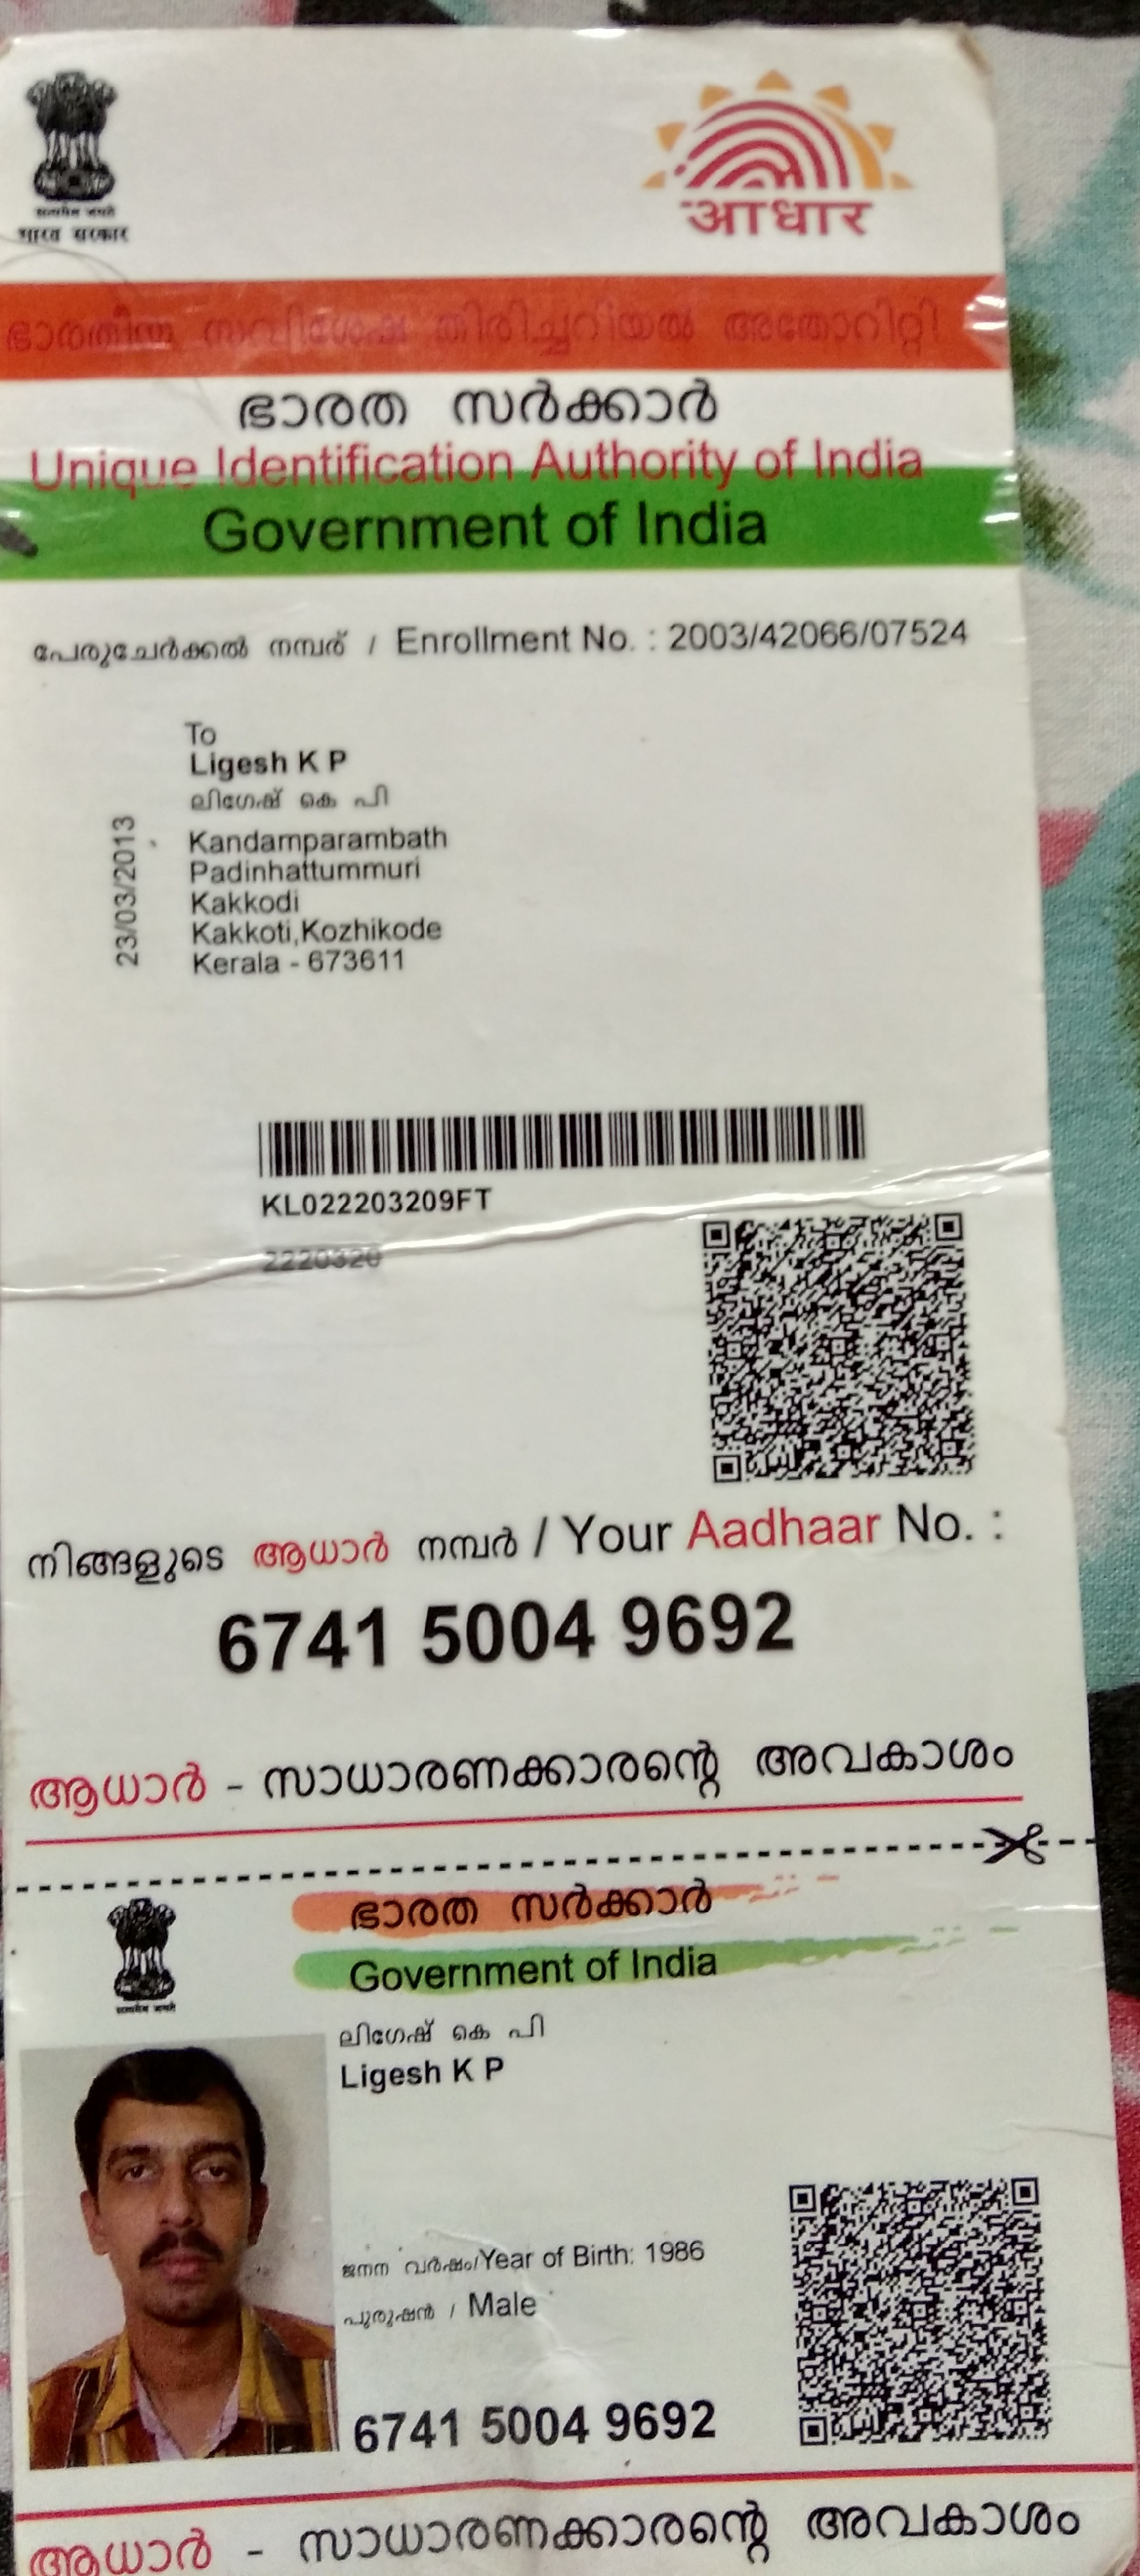 सत्यमेव जयते
भारत सरकार
आधार
ഭാരതീയ സവിശേഷ തിരിച്ചറിയൽ അതോറിറ്റി
ഭാരത സർക്കാർ
Unique Identification Authority of India
Government of India
പേരുചേർക്കൽ നമ്പര് / Enrollment No. : 2003/42066/07524
To
Ligesh K P
ലിഗേഷ് കെ പി
Kandamparambath
Padinhattummuri
Kakkodi
Kakkoti,Kozhikode
Kerala - 673611
23/03/2013
KL022203209FT
2220320
നിങ്ങളുടെ ആധാർ നമ്പർ / Your Aadhaar No. :
6741 5004 9692
ആധാർ - സാധാരണക്കാരന്റെ അവകാശം
ഭാരത സർക്കാർ
Government of India
सत्यमेव जयते
ലിഗേഷ് കെ പി
Ligesh K P
ജനന വർഷം/Year of Birth: 1986
പുരുഷൻ / Male
6741 5004 9692
ആധാർ - സാധാരണക്കാരന്റെ അവകാശം